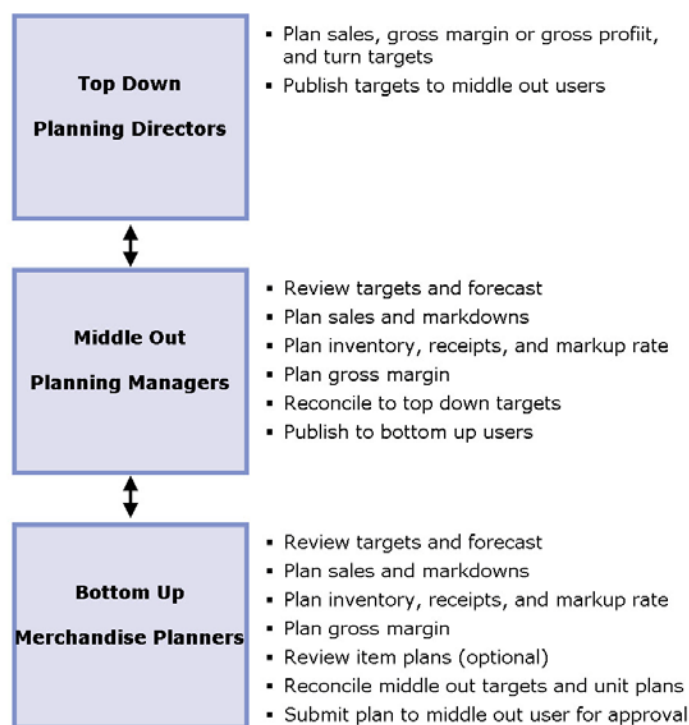 Top Down
Planning Directors
▪ Plan sales, gross margin or gross profiit,
and turn targets
▪ Publish targets to middle out users
Middle Out
Planning Managers
▪ Review targets and forecast
▪ Plan sales and markdowns
▪ Plan inventory, receipts, and markup rate
▪ Plan gross margin
▪ Reconcile to top down targets
▪ Publish to bottom up users
Bottom Up
Merchandise Planners
▪ Review targets and forecast
▪ Plan sales and markdowns
▪ Plan inventory, receipts, and markup rate
▪ Plan gross margin
▪ Review item plans (optional)
▪ Reconcile middle out targets and unit plans
▪ Submit plan to middle out user for approval